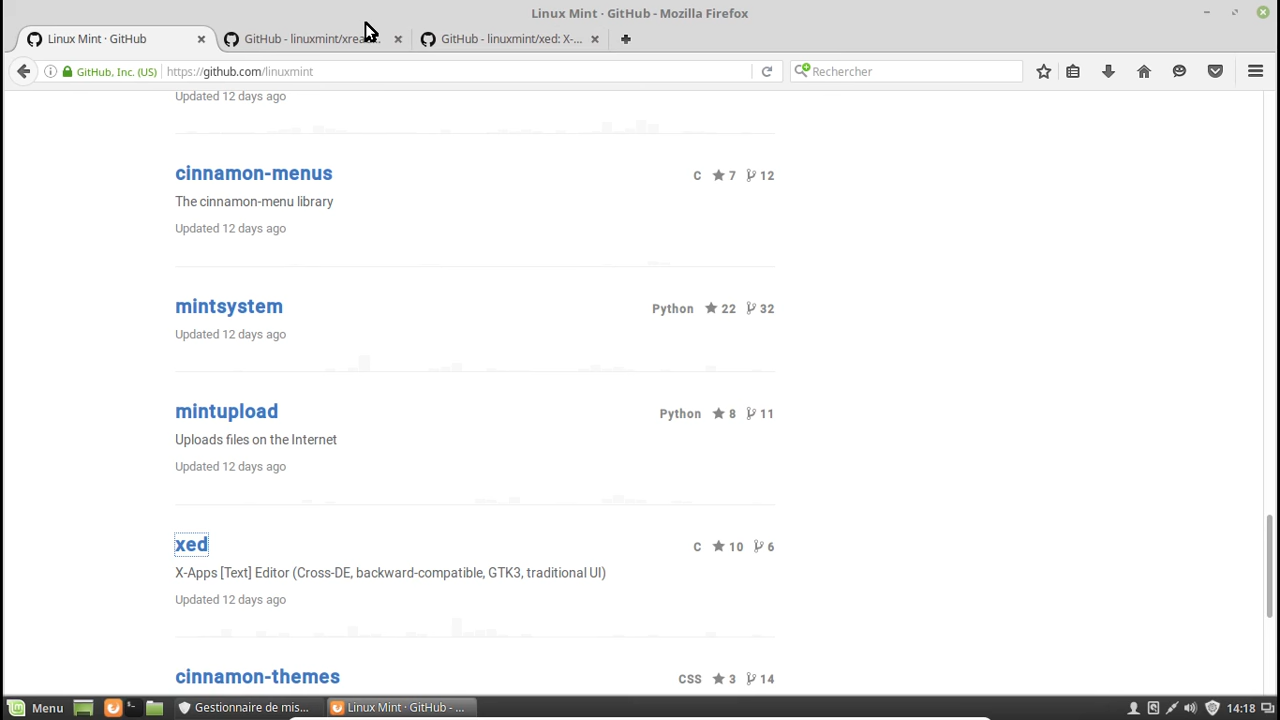 Linux Mint · GitHub - Mozilla Firefox
Linux Mint · GitHub
GitHub - linuxmint/xrea
GitHub - linuxmint/xed: X-...
GitHub, Inc. (US)
https://github.com/linuxmint
Rechercher
Updated 12 days ago
cinnamon-menus
C 7 12
The cinnamon-menu library
Updated 12 days ago
mintsystem
Python 22 32
Updated 12 days ago
mintupload
Python 8 11
Uploads files on the Internet
Updated 12 days ago
xed
C 10 6
X-Apps [Text] Editor (Cross-DE, backward-compatible, GTK3, traditional UI)
Updated 12 days ago
cinnamon-themes
CSS 3 14
Menu
Gestionnaire de mis...
Linux Mint · GitHub - ...
14:18